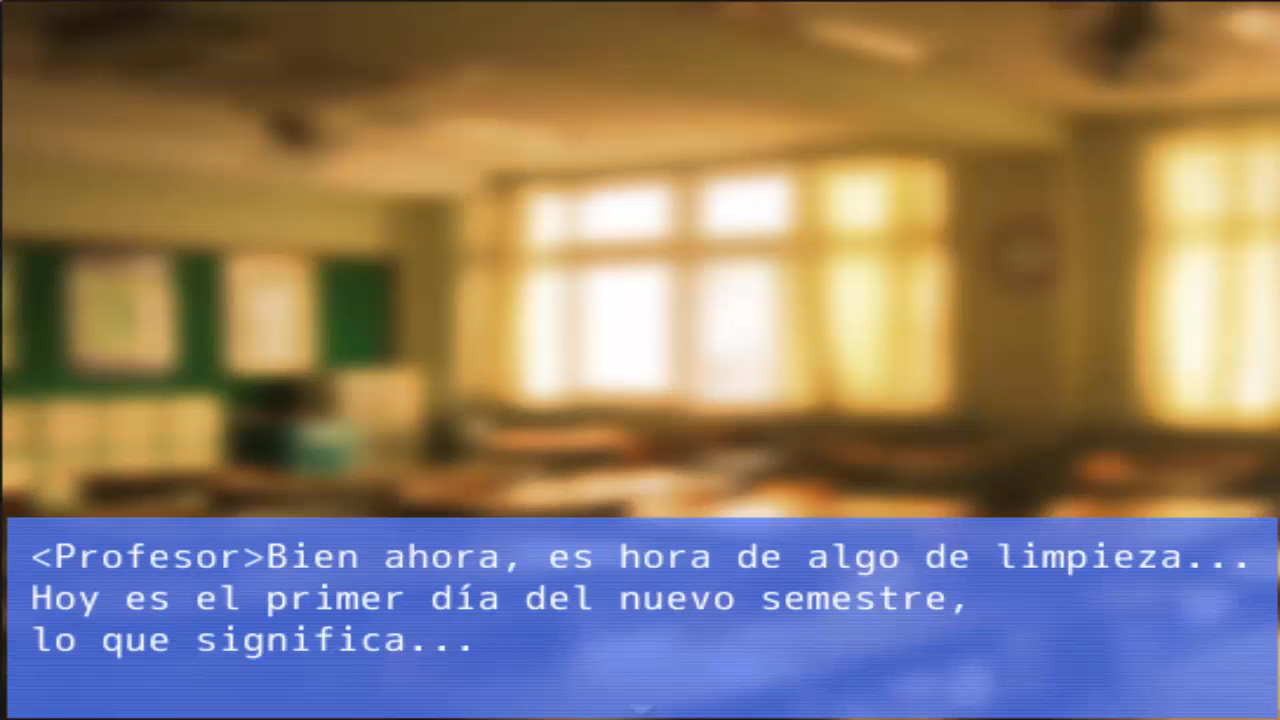 <Profesor>Bien ahora, es hora de algo de limpieza...
Hoy es el primer día del nuevo semestre,
lo que significa...